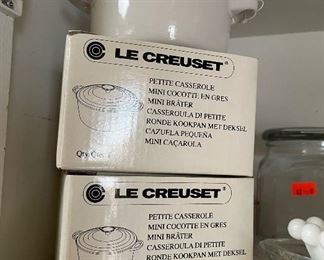 LE CREUSET®
PETITE CASSEROLE
MINI COCOTTE EN GRES
MINI BRÄTER
CASSEROULA DI PETITE
RONDE KOOKPAN MET DEKSEL
CAZUELA PEQUEÑA
MINI CAÇAROLA
LE CREUSET®
PETITE CASSEROLE
MINI COCOTTE EN GRES
MINI BRÄTER
CASSEROULA DI PETITE
RONDE KOOKPAN MET DEKSEL